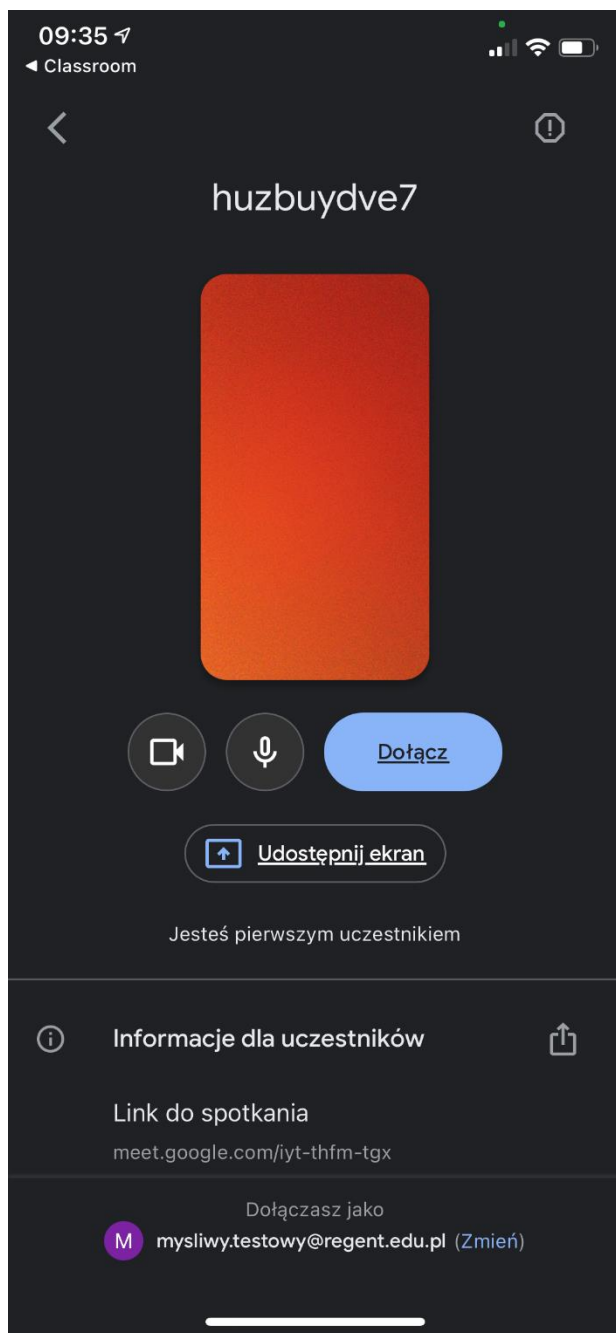 09:35
◀ Classroom
huzbuydve7
Dołącz
Udostępnij ekran
Jesteś pierwszym uczestnikiem
Informacje dla uczestników
Link do spotkania
meet.google.com/iyt-thfm-tgx
Dołączasz jako
M mysliwy.testowy@regent.edu.pl (Zmień)